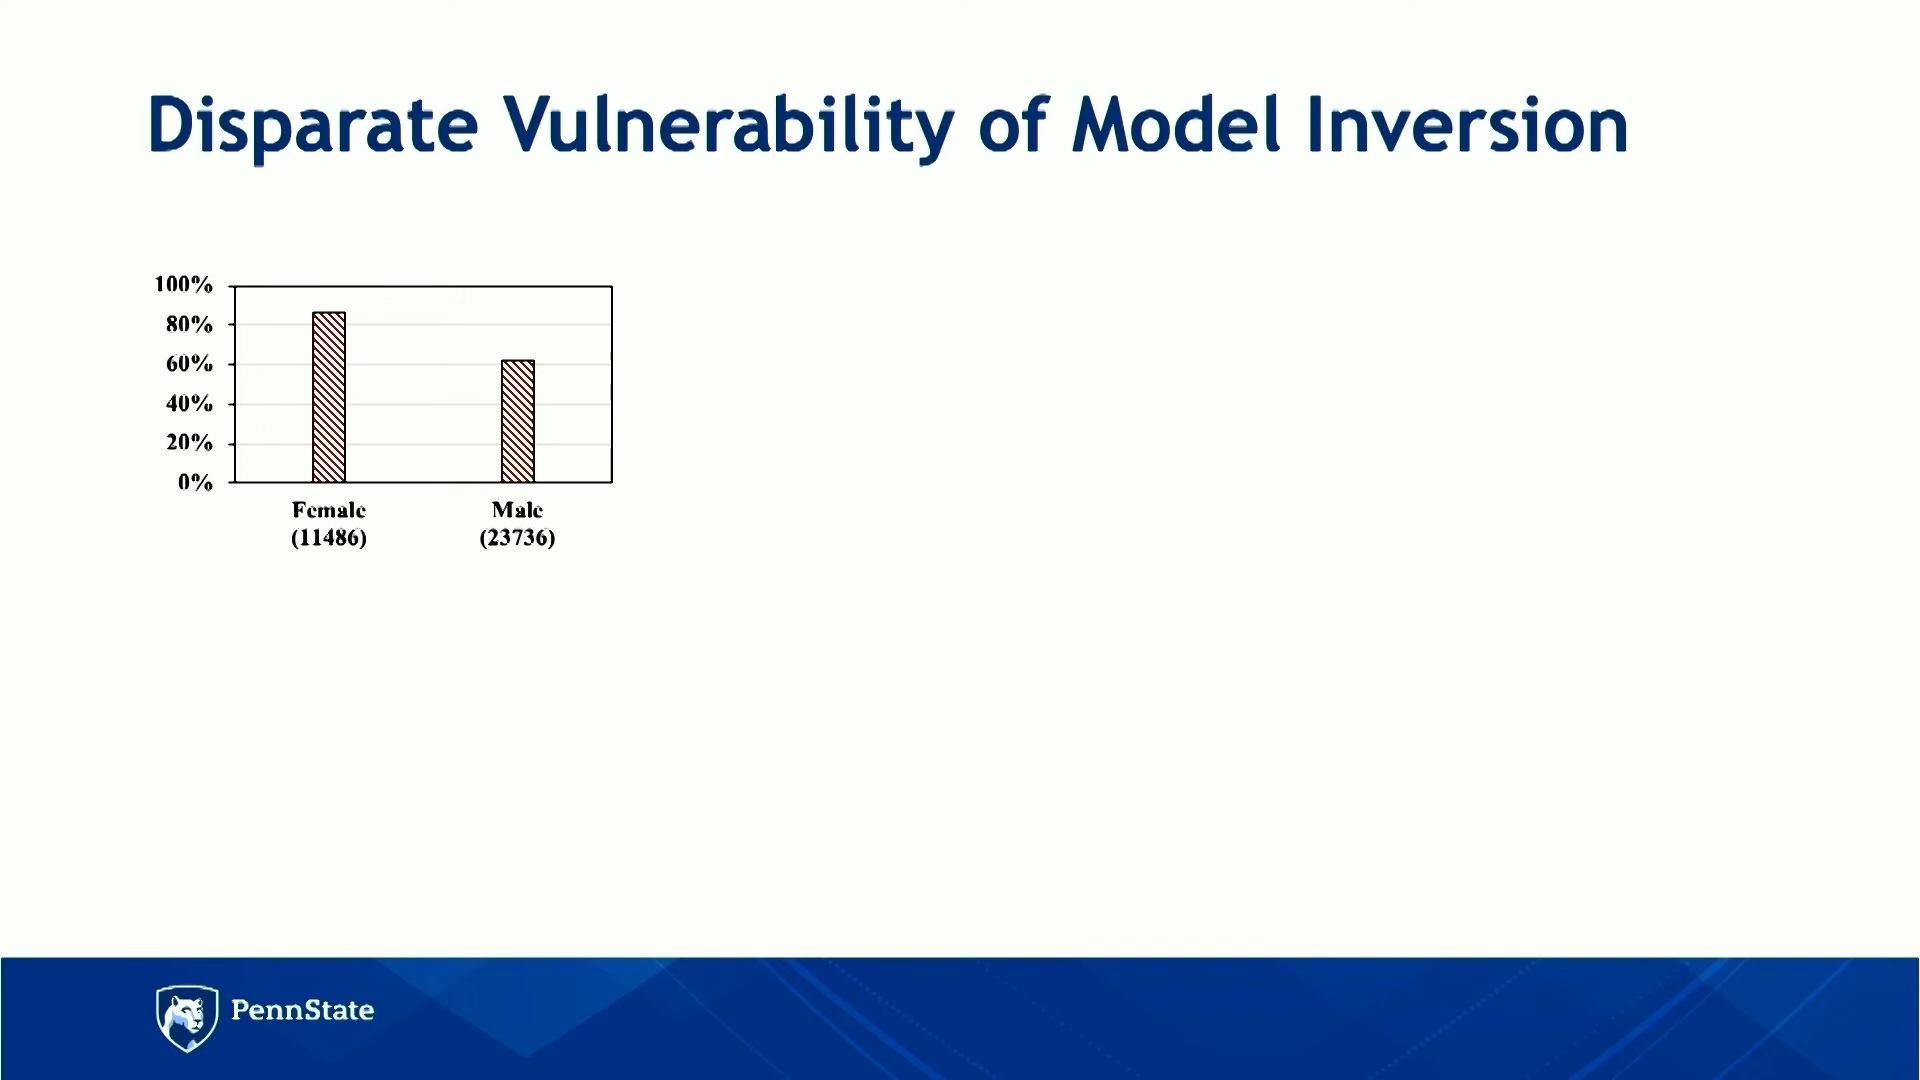 Disparate Vulnerability of Model Inversion
100%
80%
60%
40%
20%
0%
Female
(11486)
Male
(23736)
PennState